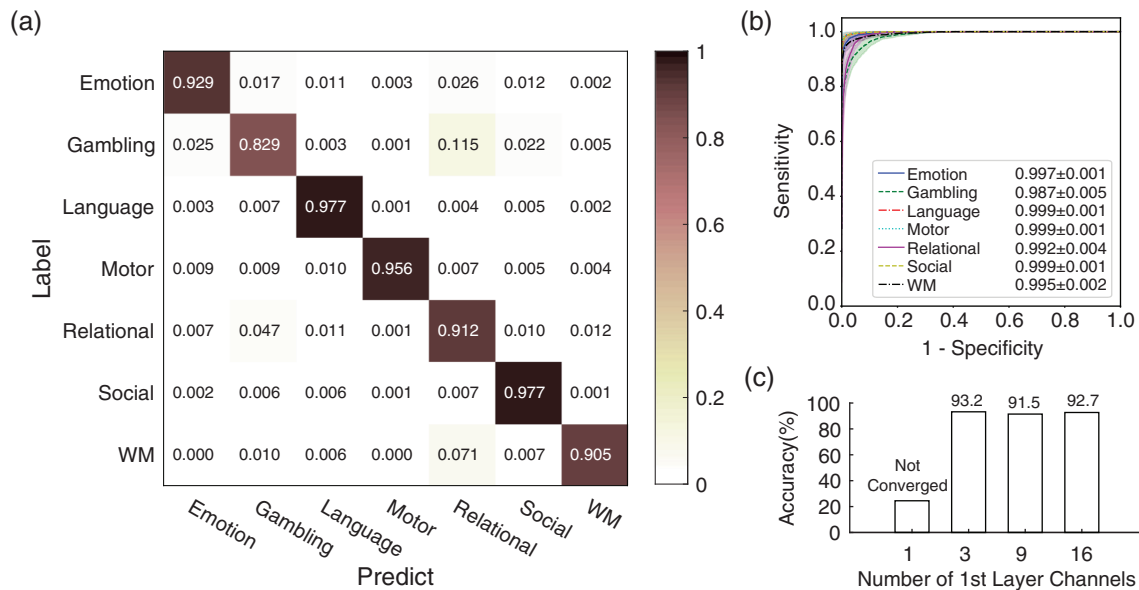 (a)
Emotion 0.929 0.017 0.011 0.003 0.026 0.012 0.002
Gambling 0.025 0.829 0.003 0.001 0.115 0.022 0.005
Language 0.003 0.007 0.977 0.001 0.004 0.005 0.002
Motor 0.009 0.009 0.010 0.956 0.007 0.005 0.004
Relational 0.007 0.047 0.011 0.001 0.912 0.010 0.012
Social 0.002 0.006 0.006 0.001 0.007 0.977 0.001
WM 0.000 0.010 0.006 0.000 0.071 0.007 0.905
Label
Emotion Gambling Language Motor Relational Social WM
Predict
1
0.8
0.6
0.4
0.2
0
(b)
Sensitivity
1.0
0.8
0.6
0.4
0.2
0.0
Emotion 0.997±0.001
Gambling 0.987±0.005
Language 0.999±0.001
Motor 0.999±0.001
Relational 0.992±0.004
Social 0.999±0.001
WM 0.995±0.002
0.0 0.2 0.4 0.6 0.8 1.0
1 - Specificity
(c)
Accuracy(%)
100
80
60
40
20
0
Not
Converged
93.2 91.5 92.7
1 3 9 16
Number of 1st Layer Channels